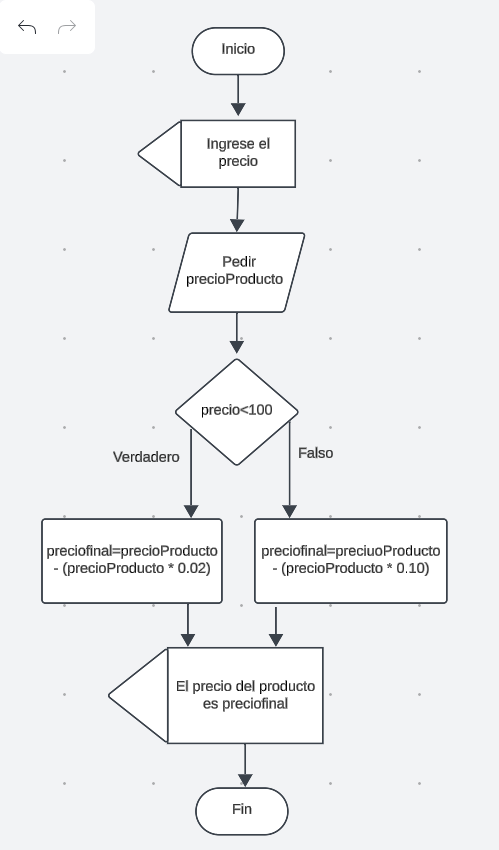 Inicio
Ingrese el
precio
Pedir
precioProducto
precio<100
Verdadero
Falso
preciofinal=precioProducto
- (precioProducto * 0.02)
preciofinal=preciuoProducto
- (precioProducto * 0.10)
El precio del producto
es preciofinal
Fin